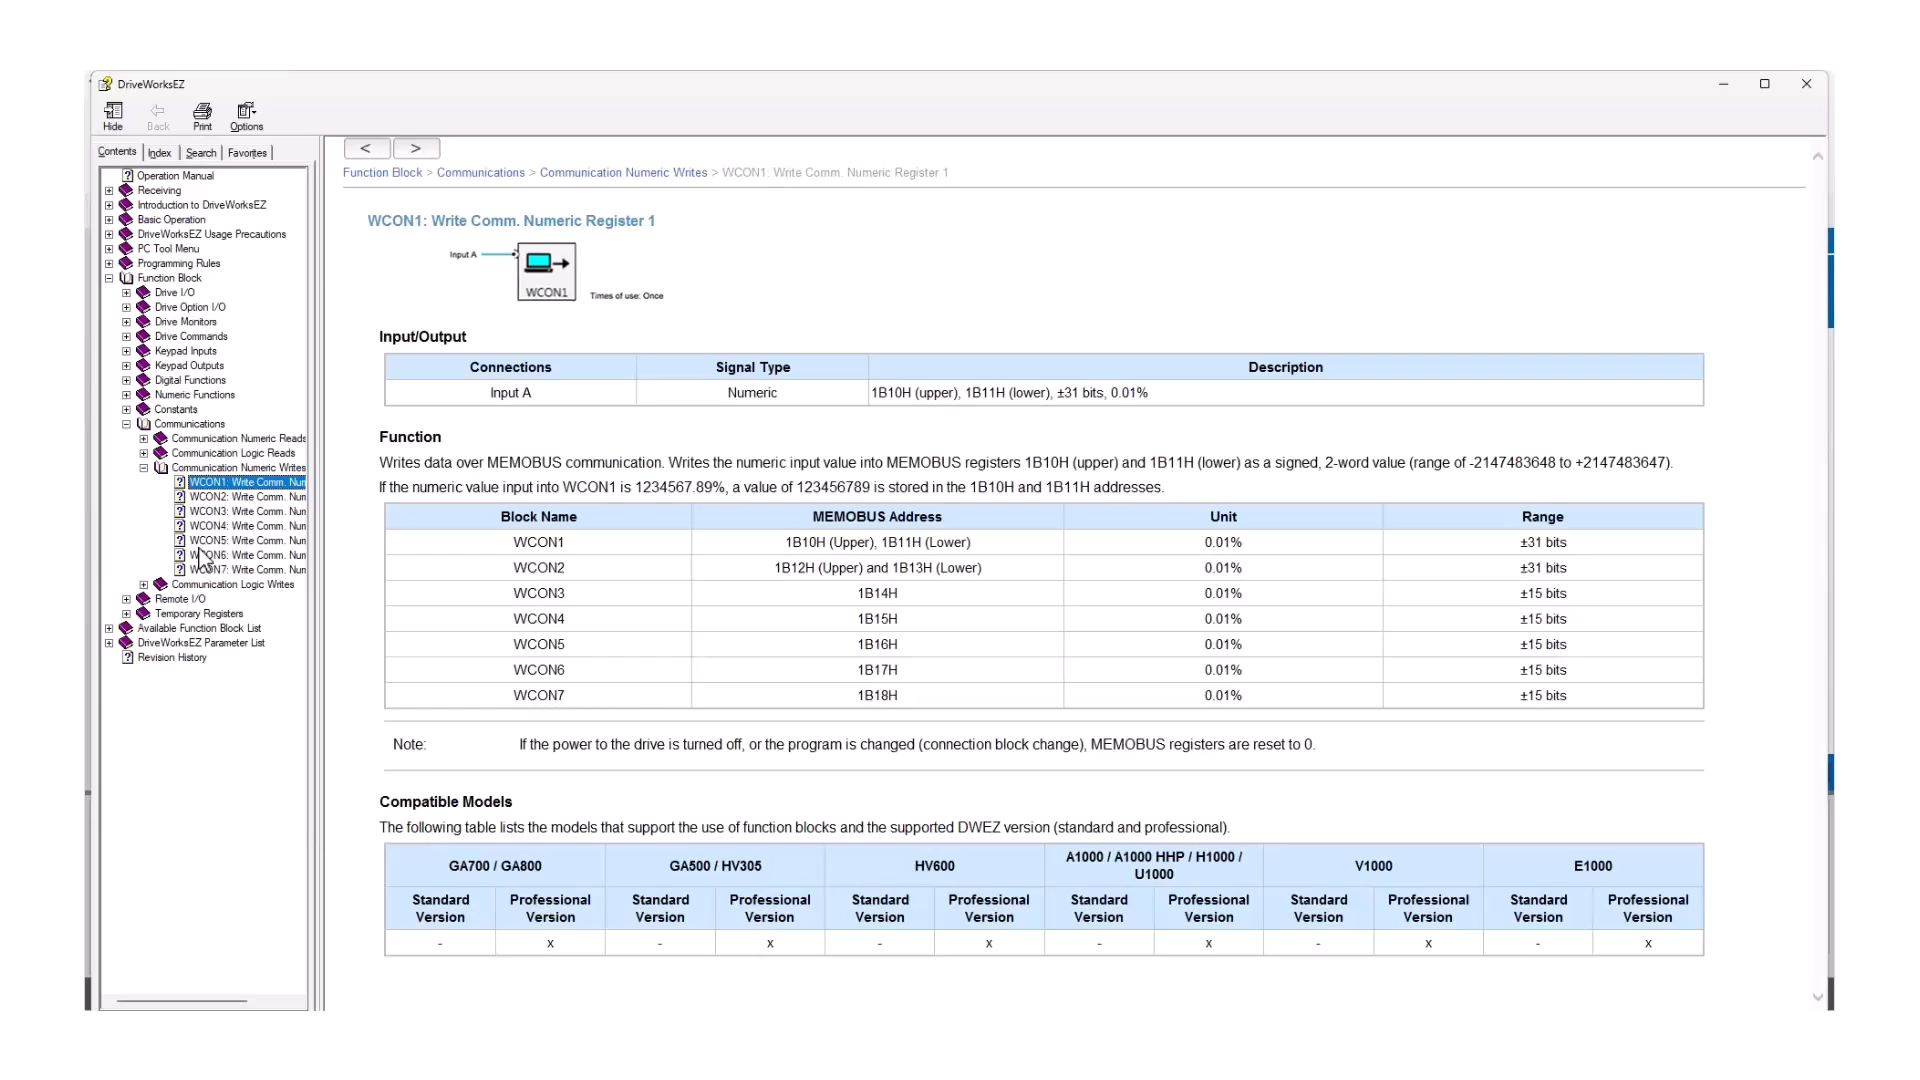 DriveWorksEZ
Hide Back Print Options
Contents Index Search Favorites
Operation Manual
Receiving
Introduction to DriveWorksEZ
Basic Operation
DriveWorksEZ Usage Precautions
PC Tool Menu
Programming Rules
Function Block
Drive I/O
Drive Option I/O
Drive Monitors
Drive Commands
Keypad Inputs
Keypad Outputs
Digital Functions
Numeric Functions
Constants
Communications
Communication Numeric Reads
Communication Logic Reads
Communication Numeric Writes
WCON1: Write Comm. Num
WCON2: Write Comm. Num
WCON3: Write Comm. Num
WCON4: Write Comm. Num
WCON5: Write Comm. Num
WCON6: Write Comm. Num
WCON7: Write Comm. Num
Communication Logic Writes
Remote I/O
Temporary Registers
Available Function Block List
DriveWorksEZ Parameter List
Revision History
< >
Function Block > Communications > Communication Numeric Writes > WCON1: Write Comm. Numeric Register 1
WCON1: Write Comm. Numeric Register 1
Input A
WCON1
Times of use: Once
Input/Output
Connections Signal Type Description
Input A Numeric 1B10H (upper), 1B11H (lower), ±31 bits, 0.01%
Function
Writes data over MEMOBUS communication. Writes the numeric input value into MEMOBUS registers 1B10H (upper) and 1B11H (lower) as a signed, 2-word value (range of -2147483648 to +2147483647).
If the numeric value input into WCON1 is 1234567.89%, a value of 123456789 is stored in the 1B10H and 1B11H addresses.
Block Name MEMOBUS Address Unit Range
WCON1 1B10H (Upper), 1B11H (Lower) 0.01% ±31 bits
WCON2 1B12H (Upper) and 1B13H (Lower) 0.01% ±31 bits
WCON3 1B14H 0.01% ±15 bits
WCON4 1B15H 0.01% ±15 bits
WCON5 1B16H 0.01% ±15 bits
WCON6 1B17H 0.01% ±15 bits
WCON7 1B18H 0.01% ±15 bits
Note: If the power to the drive is turned off, or the program is changed (connection block change), MEMOBUS registers are reset to 0.
Compatible Models
The following table lists the models that support the use of function blocks and the supported DWEZ version (standard and professional).
GA700 / GA800 GA500 / HV305 HV600 A1000 / A1000 HHP / H1000 / U1000 V1000 E1000
Standard Version Professional Version Standard Version Professional Version Standard Version Professional Version Standard Version Professional Version Standard Version Professional Version Standard Version Professional Version
- x - x - x - x - x - x